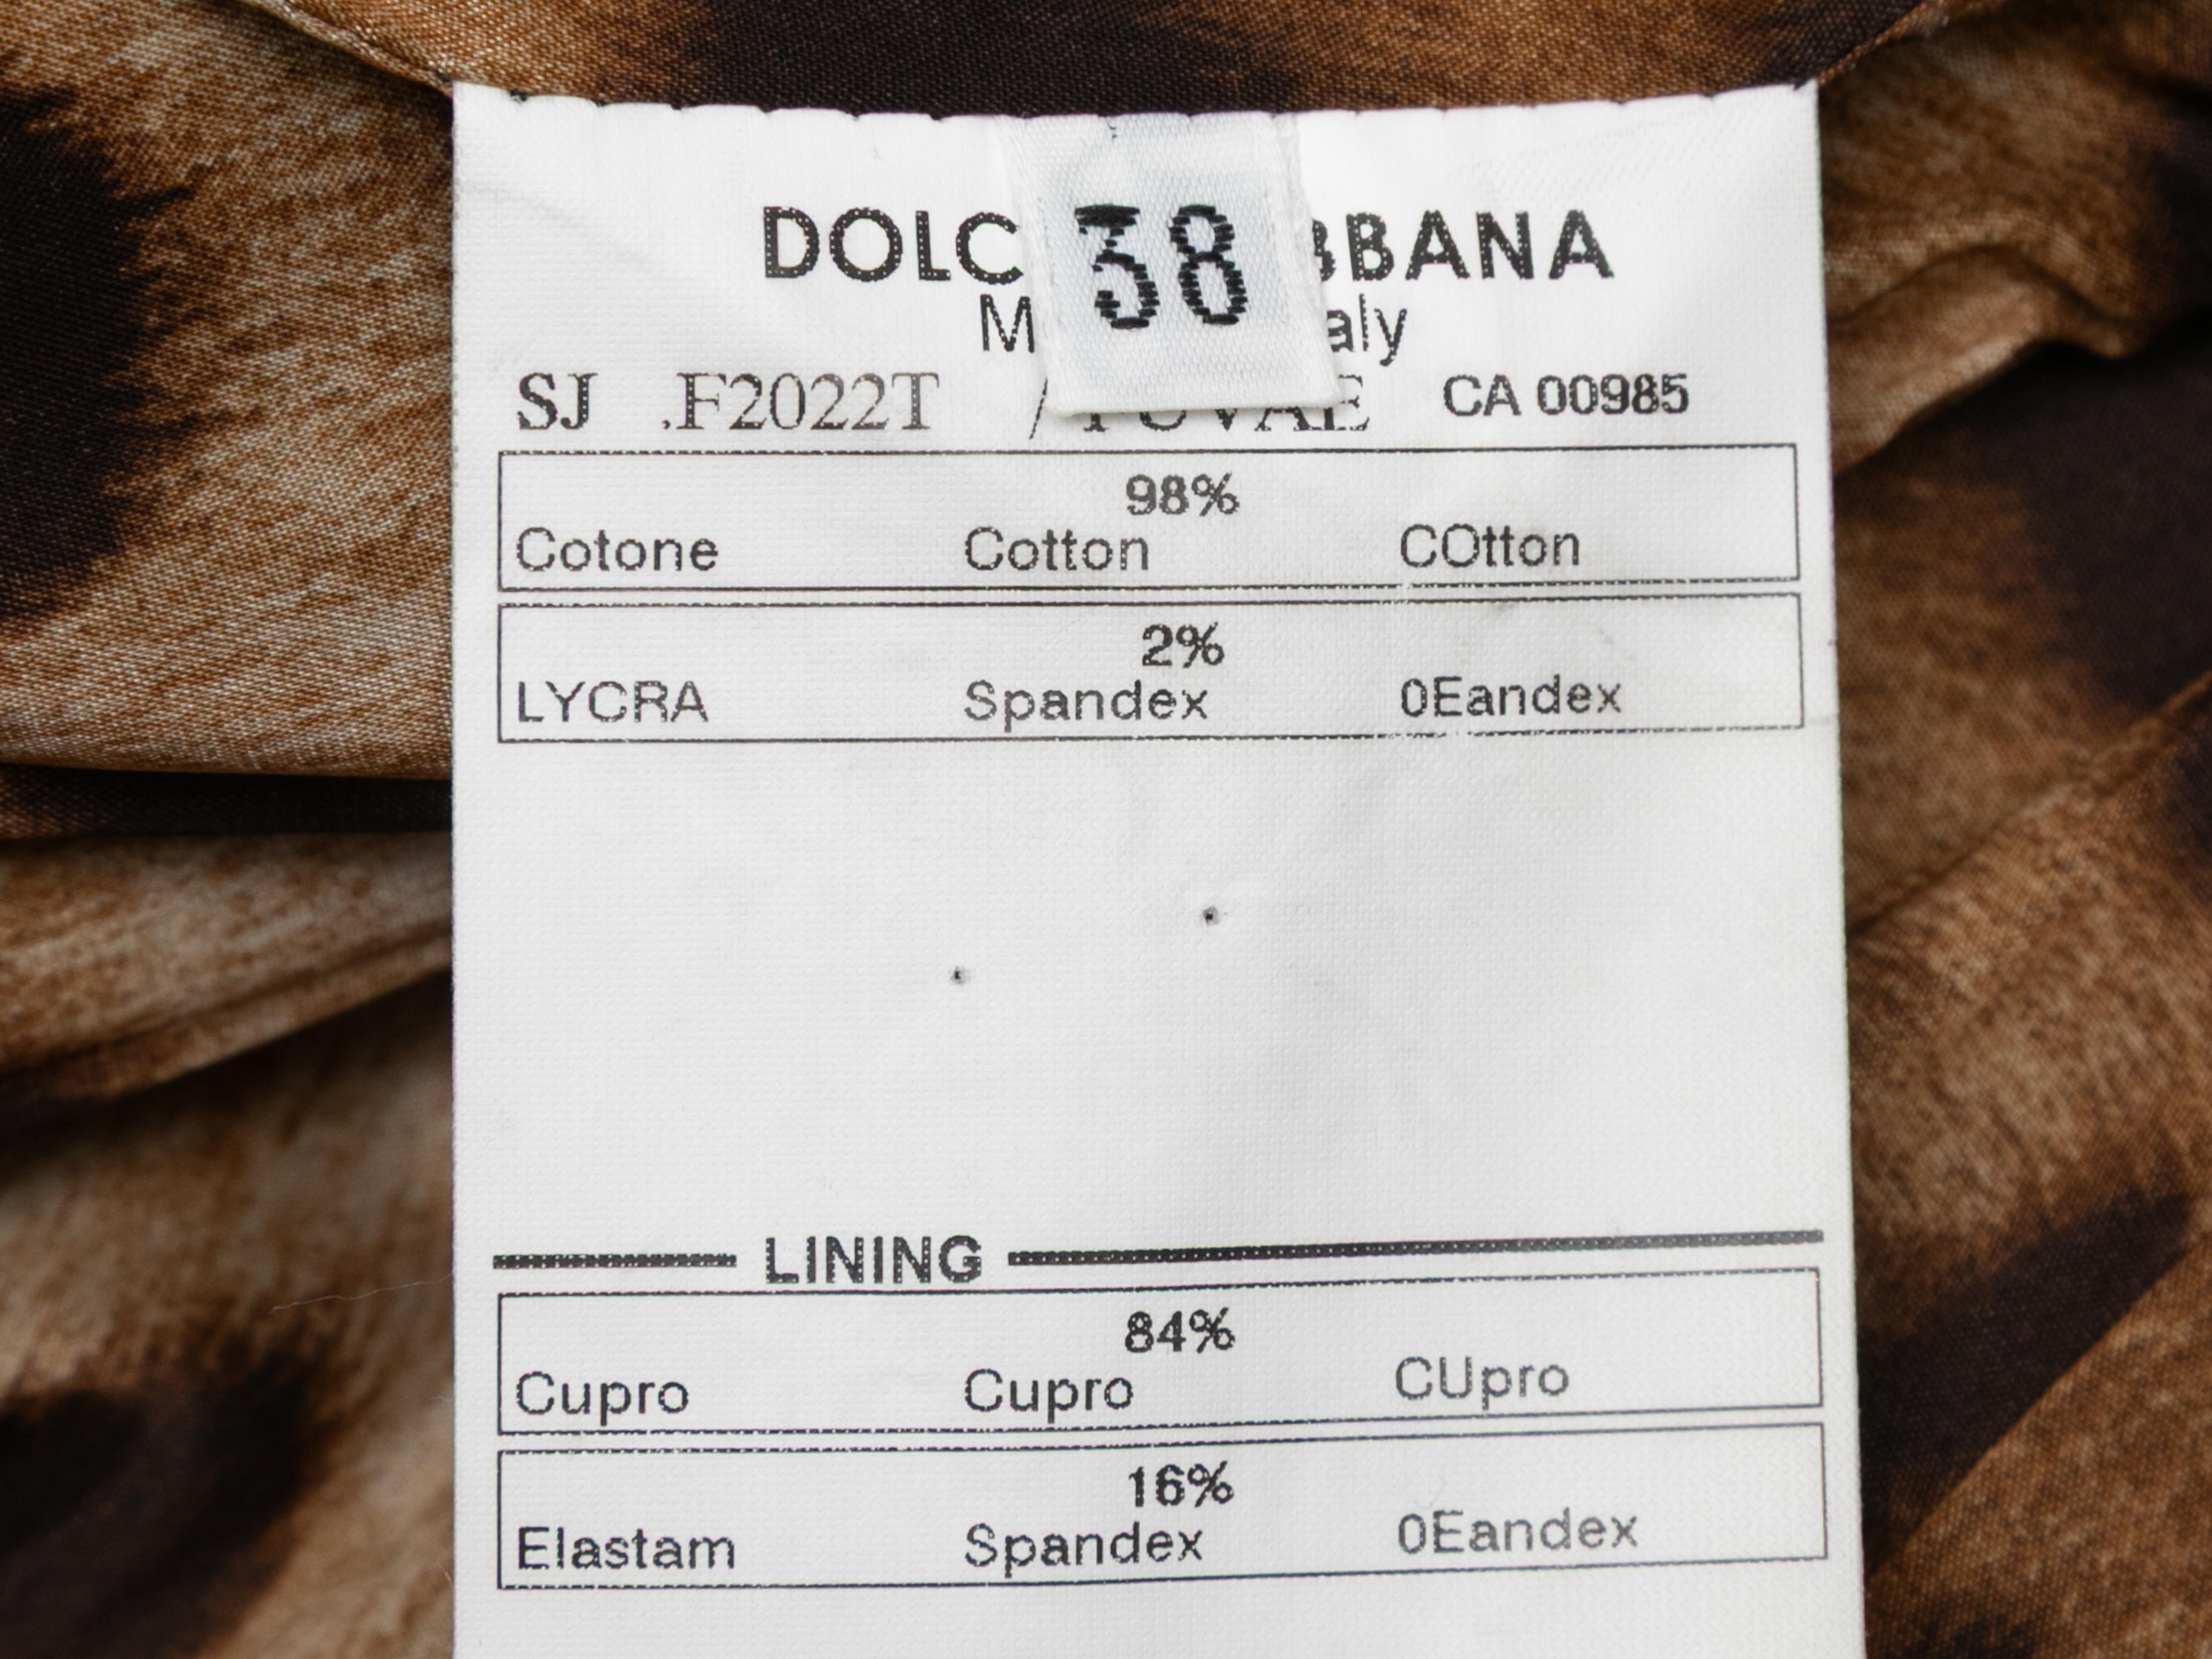 38
DOLC BBANA
M aly
SJ .F2022T / CA 00985
98%
Cotone Cotton COtton
2%
LYCRA Spandex 0Eandex
LINING
84%
Cupro Cupro CUpro
16%
Elastam Spandex 0Eandex